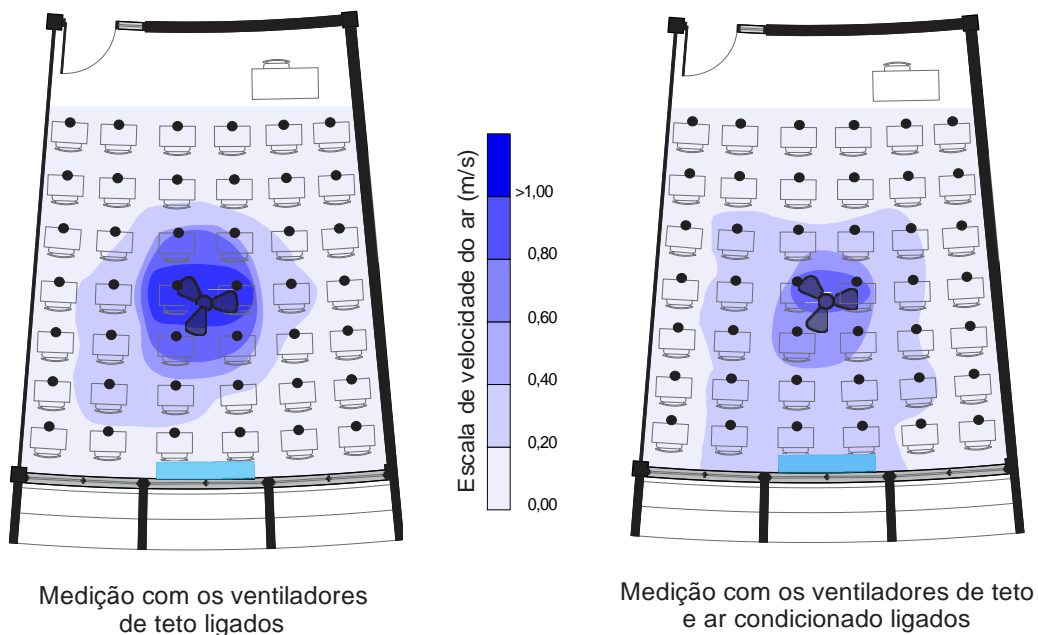 Escala de velocidade do ar (m/s)
>1,00
0,80
0,60
0,40
0,20
0,00
Medição com os ventiladores
de teto ligados
Medição com os ventiladores de teto
e ar condicionado ligados